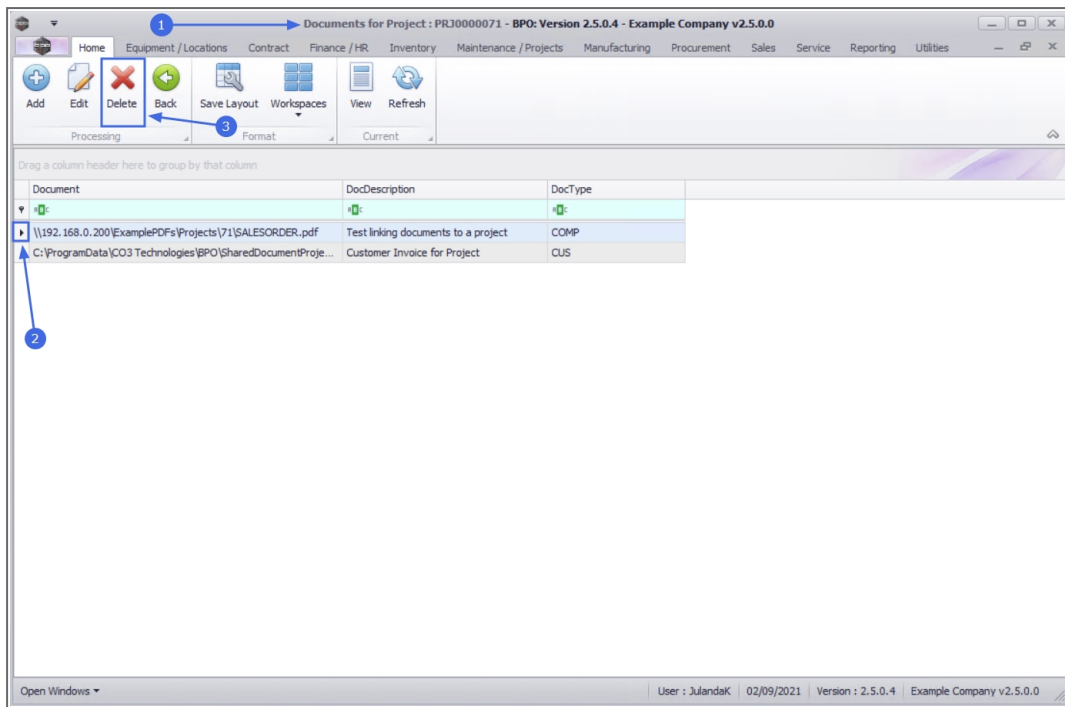 1
Documents for Project : PRJ0000071 - BPO: Version 2.5.0.4 - Example Company v2.5.0.0
Home Equipment / Locations Contract Finance / HR Inventory Maintenance / Projects Manufacturing Procurement Sales Service Reporting Utilities
Add Edit Delete Back Save Layout Workspaces View Refresh
3
Processing Format Current
Drag a column header here to group by that column
Document DocDescription DocType
\\192.168.0.200\ExamplePDFs\Projects\71\SALESORDER.pdf Test linking documents to a project COMP
C:\ProgramData\CO3 Technologies\BPO\SharedDocumentProje... Customer Invoice for Project CUS
2
Open Windows User : JulandaK 02/09/2021 Version : 2.5.0.4 Example Company v2.5.0.0